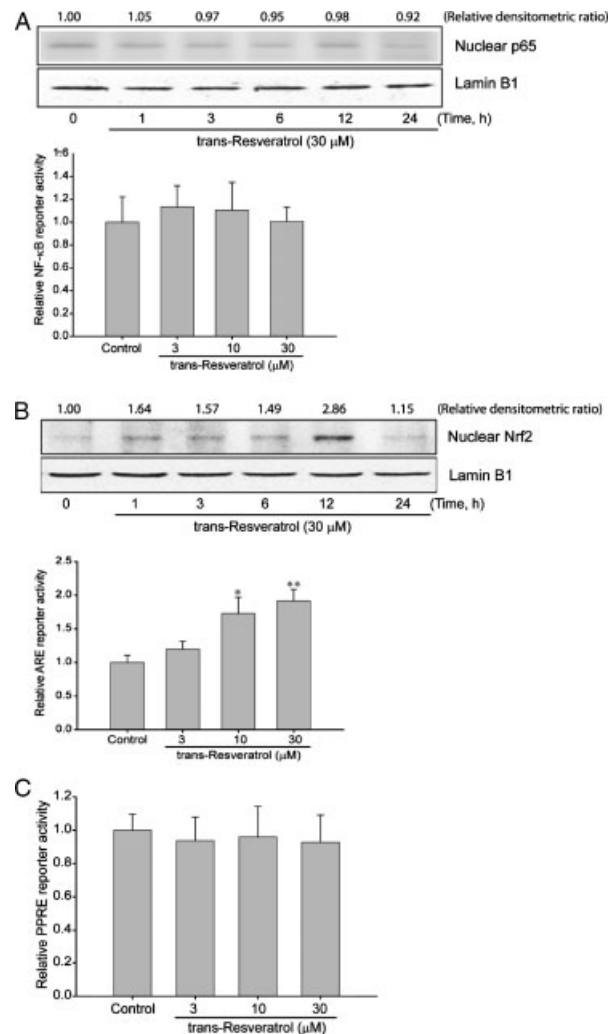 A
1.00 1.05 0.97 0.95 0.98 0.92 (Relative densitometric ratio)
Nuclear p65
Lamin B1
0 1 3 6 12 24 (Time, h)
trans-Resveratrol (30 μM)
Relative NF-κB reporter activity
1.6
1.4
1.2
1.0
0.8
0.6
0.4
0.2
0.0
Control 3 10 30
trans-Resveratrol (μM)
B
1.00 1.64 1.57 1.49 2.86 1.15 (Relative densitometric ratio)
Nuclear Nrf2
Lamin B1
0 1 3 6 12 24 (Time, h)
trans-Resveratrol (30 μM)
Relative ARE reporter activity
2.5
2.0
1.5
1.0
0.5
0.0
* **
Control 3 10 30
trans-Resveratrol (μM)
C
Relative PPRE reporter activity
1.2
1.0
0.8
0.6
0.4
0.2
0.0
Control 3 10 30
trans-Resveratrol (μM)